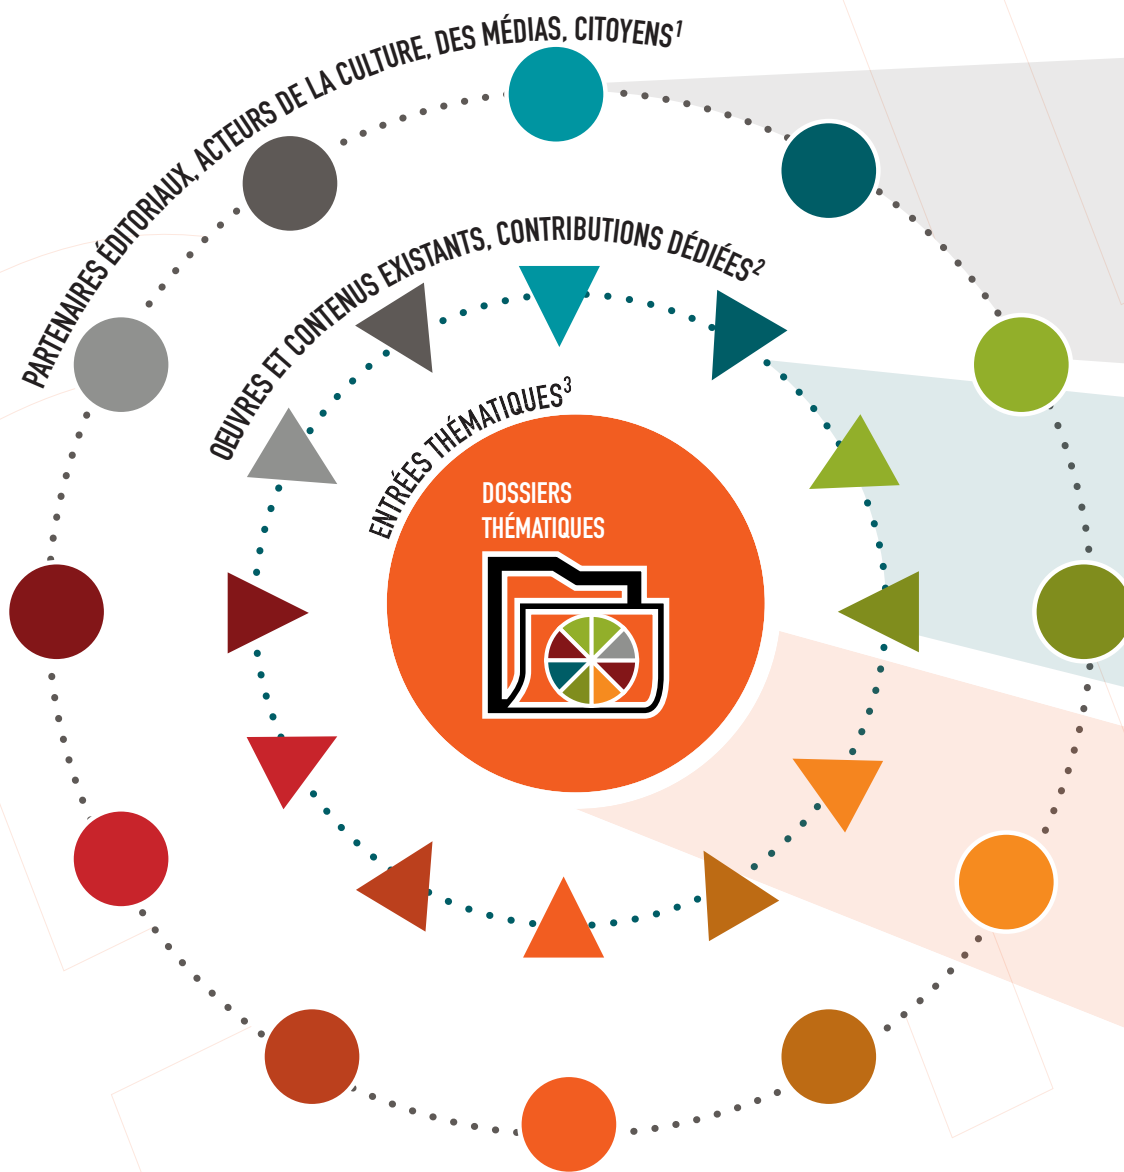 PARTENAIRES ÉDITORIAUX, ACTEURS DE LA CULTURE, DES MÉDIAS, CITOYENS¹
OEUVRES ET CONTENUS EXISTANTS, CONTRIBUTIONS DÉDIÉES²
ENTRÉES THÉMATIQUES³
DOSSIERS
THÉMATIQUES